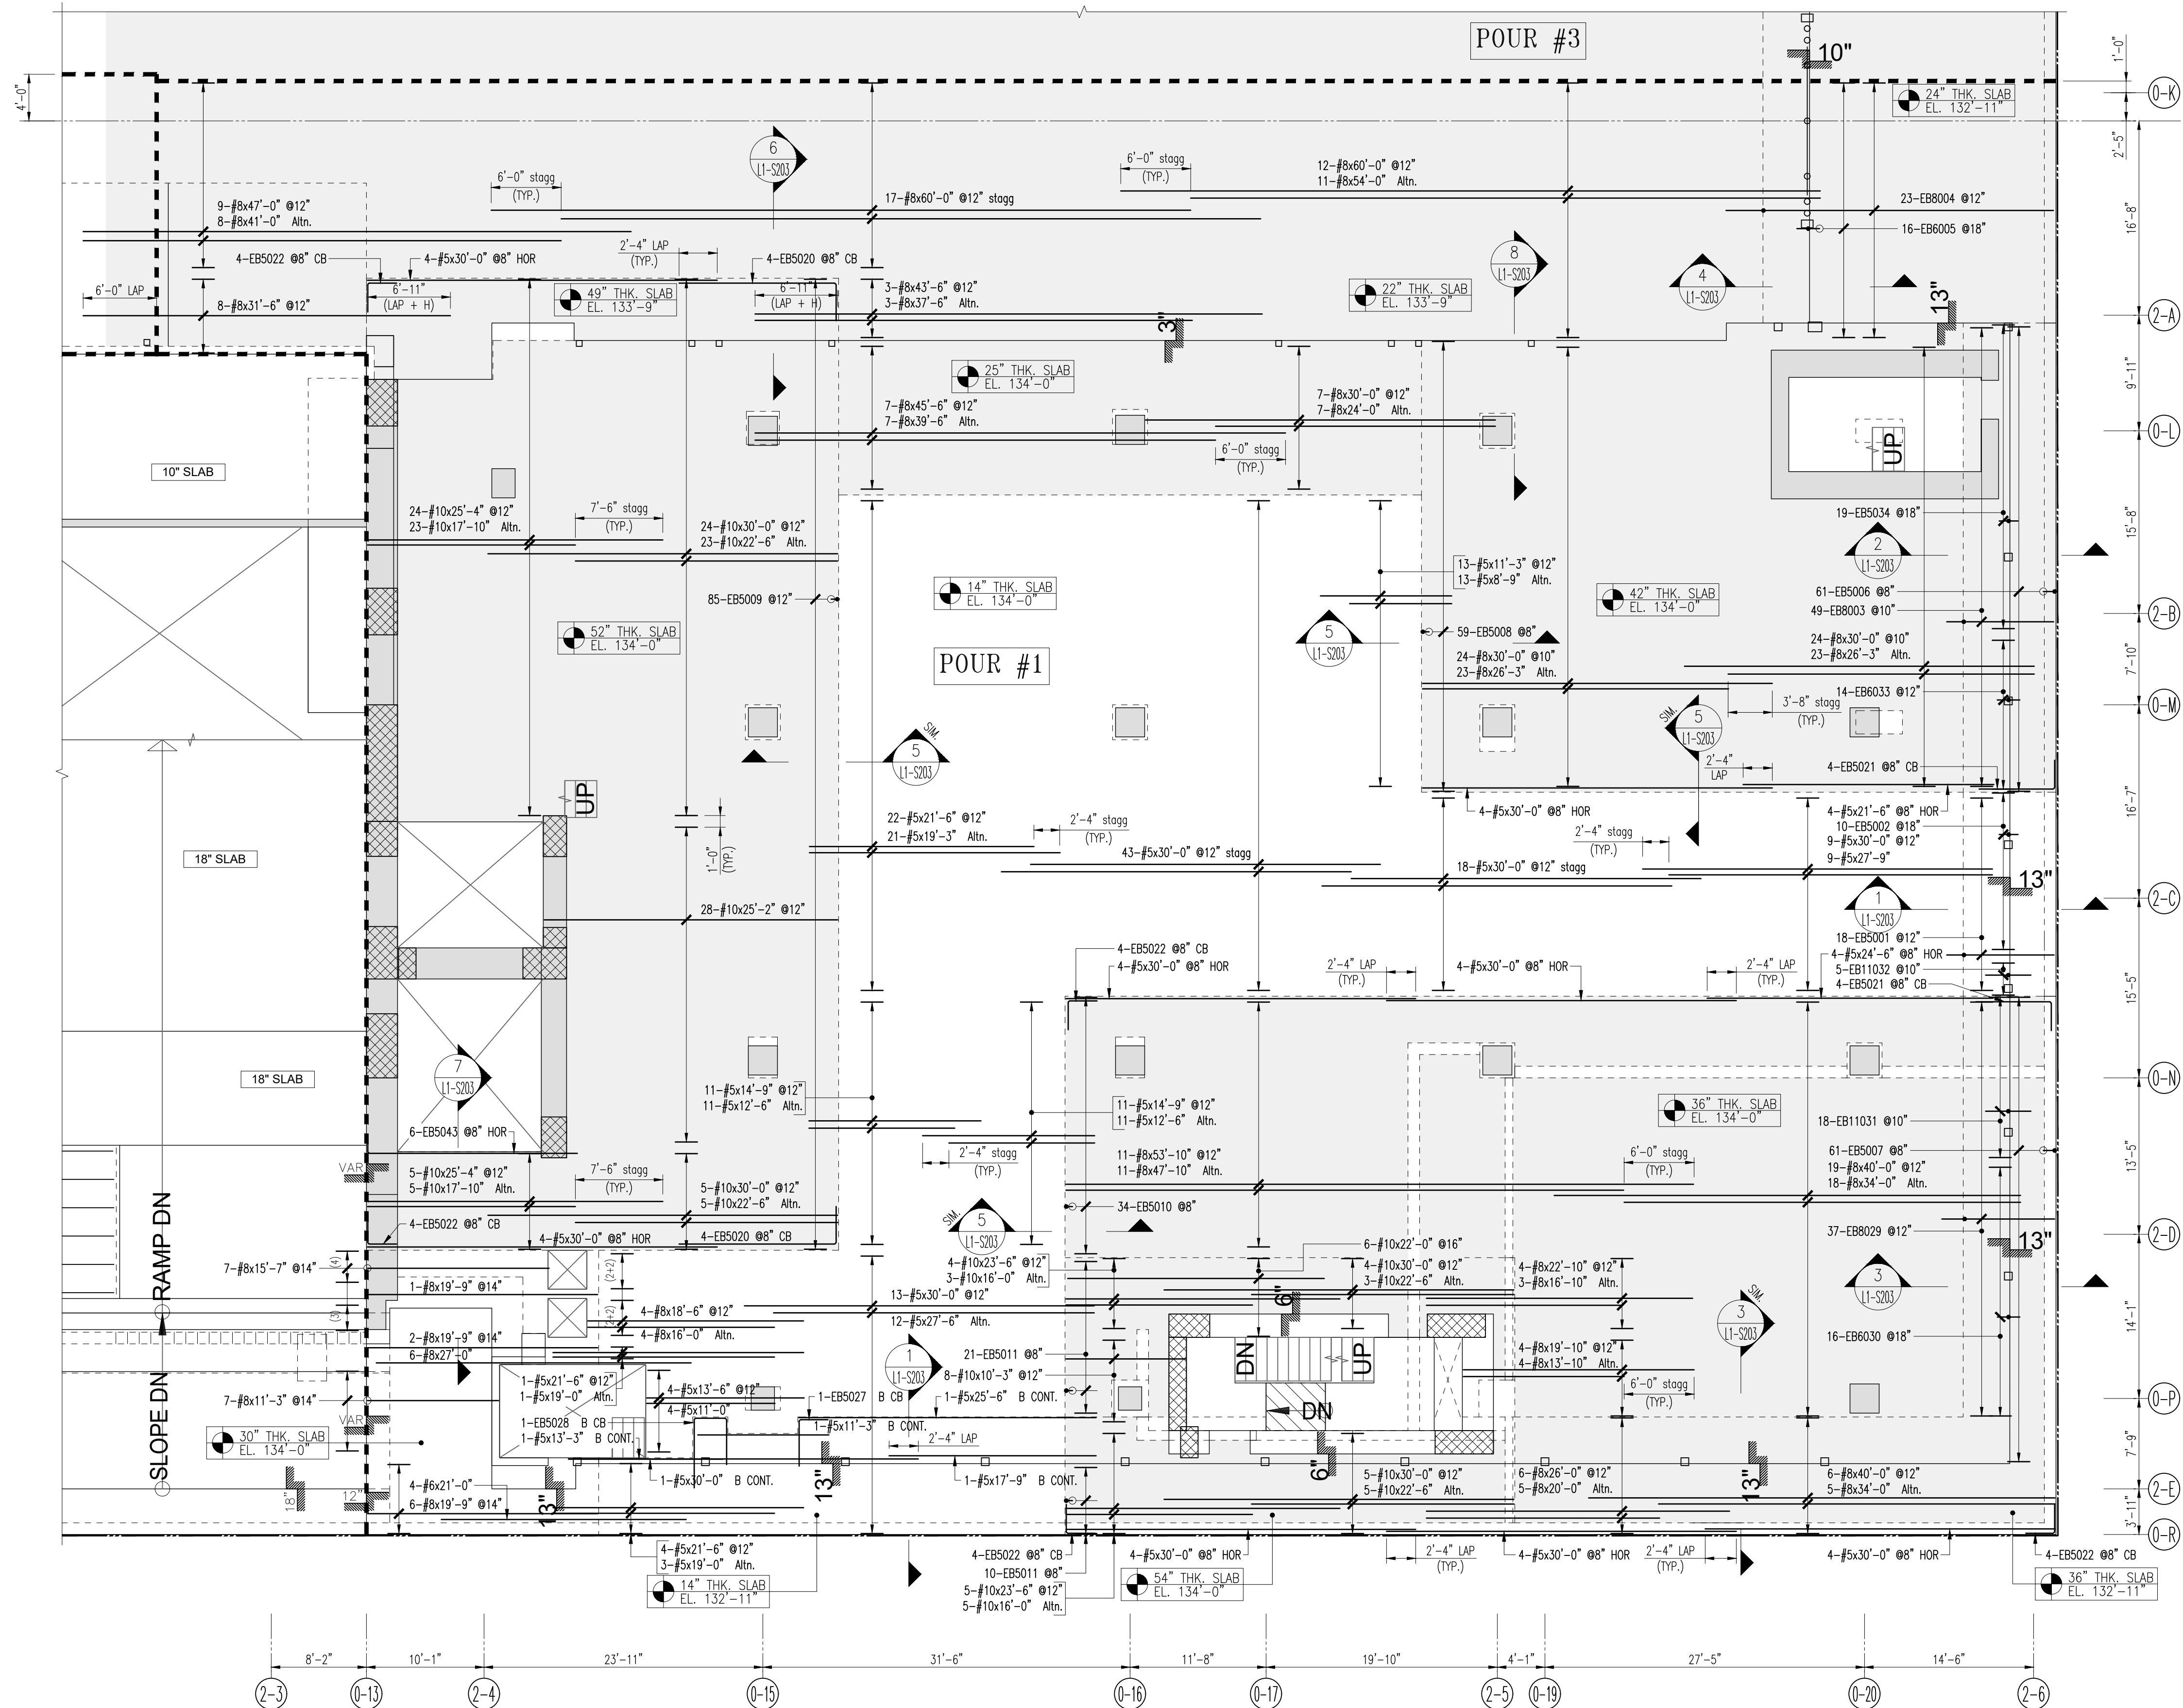 POUR #3
10"
1'-0"
0-K
24" THK. SLAB
EL. 132'-11"
4'-0"
2'-5"
6
L1-S203
6'-0" stagg
(TYP.)
6'-0" stagg
(TYP.)
12-#8x60'-0" @12"
11-#8x54'-0" Altn.
9-#8x47'-0" @12"
8-#8x41'-0" Altn.
17-#8x60'-0" @12" stagg
23-EB8004 @12"
16'-8"
16-EB6005 @18"
2'-4" LAP
(TYP.)
4-EB5022 @8" CB
4-#5x30'-0" @8" HOR
4-EB5020 @8" CB
8
L1-S203
4
L1-S203
6'-0" LAP
6'-11"
(LAP + H)
49" THK. SLAB
EL. 133'-9"
6'-11"
(LAP + H)
3-#8x43'-6" @12"
3-#8x37'-6" Altn.
22" THK. SLAB
EL. 133'-9"
13"
8-#8x31'-6" @12"
2-A
3"
25" THK. SLAB
EL. 134'-0"
9'-11"
7-#8x45'-6" @12"
7-#8x39'-6" Altn.
7-#8x30'-0" @12"
7-#8x24'-0" Altn.
0-L
6'-0" stagg
(TYP.)
UP
10" SLAB
24-#10x25'-4" @12"
23-#10x17'-10" Altn.
7'-6" stagg
(TYP.)
24-#10x30'-0" @12"
23-#10x22'-6" Altn.
19-EB5034 @18"
15'-8"
2
L1-S203
13-#5x11'-3" @12"
13-#5x8'-9" Altn.
14" THK. SLAB
EL. 134'-0"
42" THK. SLAB
EL. 134'-0"
61-EB5006 @8"
85-EB5009 @12"
49-EB8003 @10"
2-B
52" THK. SLAB
EL. 134'-0"
5
L1-S203
59-EB5008 @8"
24-#8x30'-0" @10"
23-#8x26'-3" Altn.
24-#8x30'-0" @10"
23-#8x26'-3" Altn.
POUR #1
7'-10"
14-EB6033 @12"
3'-8" stagg
(TYP.)
0-M
SIM.
5
L1-S203
SIM.
5
L1-S203
2'-4"
LAP
4-EB5021 @8" CB
UP
4-#5x30'-0" @8" HOR
4-#5x21'-6" @8" HOR
16'-7"
22-#5x21'-6" @12"
21-#5x19'-3" Altn.
2'-4" stagg
(TYP.)
10-EB5002 @18"
2'-4" stagg
(TYP.)
9-#5x30'-0" @12"
9-#5x27'-9"
1'-0"
(TYP.)
18" SLAB
43-#5x30'-0" @12" stagg
18-#5x30'-0" @12" stagg
13"
2-C
1
L1-S203
28-#10x25'-2" @12"
18-EB5001 @12"
4-EB5022 @8" CB
4-#5x30'-0" @8" HOR
4-#5x24'-6" @8" HOR
2'-4" LAP
(TYP.)
4-#5x30'-0" @8" HOR
2'-4" LAP
(TYP.)
5-EB11032 @10"
4-EB5021 @8" CB
15'-5"
7
L1-S203
18" SLAB
0-N
11-#5x14'-9" @12"
11-#5x12'-6" Altn.
11-#5x14'-9" @12"
11-#5x12'-6" Altn.
36" THK. SLAB
EL. 134'-0"
18-EB11031 @10"
6-EB5043 @8" HOR
2'-4" stagg
(TYP.)
11-#8x53'-10" @12"
11-#8x47'-10" Altn.
6'-0" stagg
(TYP.)
61-EB5007 @8"
13'-5"
VAR
5-#10x25'-4" @12"
5-#10x17'-10" Altn.
7'-6" stagg
(TYP.)
5-#10x30'-0" @12"
5-#10x22'-6" Altn.
19-#8x40'-0" @12"
18-#8x34'-0" Altn.
34-EB5010 @8"
RAMP DN
4-EB5022 @8" CB
SIM.
5
L1-S203
37-EB8029 @12"
2-D
4-#5x30'-0" @8" HOR
4-EB5020 @8" CB
6-#10x22'-0" @16"
13"
7-#8x15'-7" @14"
(4)
(2+2)
4-#10x23'-6" @12"
3-#10x16'-0" Altn.
4-#10x30'-0" @12"
3-#10x22'-6" Altn.
4-#8x22'-10" @12"
3-#8x16'-10" Altn.
3
L1-S203
1-#8x19'-9" @14"
13-#5x30'-0" @12"
12-#5x27'-6" Altn.
6"
SIM.
3
L1-S203
14'-1"
(3)
(2+2)
4-#8x18'-6" @12"
4-#8x16'-0" Altn.
16-EB6030 @18"
2-#8x19'-9" @14"
6-#8x27'-0"
21-EB5011 @8"
DN
UP
4-#8x19'-10" @12"
4-#8x13'-10" Altn.
1
L1-S203
8-#10x10'-3" @12"
1-#5x21'-6" @12"
1-#5x19'-0" Altn.
4-#5x13'-6" @12"
4-#5x11'-0"
6'-0" stagg
(TYP.)
SLOPE DN
7-#8x11'-3" @14"
1-EB5027 B CB
1-#5x25'-6" B CONT.
DN
0-P
VAR
1-EB5028 B CB
1-#5x13'-3" B CONT.
1-#5x11'-3" B CONT.
30" THK. SLAB
EL. 134'-0"
2'-4" LAP
7'-9"
1-#5x30'-0" B CONT.
1-#5x17'-9" B CONT.
13"
6"
13"
18"
12"
4-#6x21'-0"
6-#8x19'-9" @14"
13"
5-#10x30'-0" @12"
5-#10x22'-6" Altn.
6-#8x26'-0" @12"
5-#8x20'-0" Altn.
6-#8x40'-0" @12"
5-#8x34'-0" Altn.
2-E
3'-11"
0-R
4-#5x21'-6" @12"
3-#5x19'-0" Altn.
4-EB5022 @8" CB
4-#5x30'-0" @8" HOR
2'-4" LAP
(TYP.)
4-#5x30'-0" @8" HOR
2'-4" LAP
(TYP.)
4-#5x30'-0" @8" HOR
4-EB5022 @8" CB
10-EB5011 @8"
14" THK. SLAB
EL. 132'-11"
5-#10x23'-6" @12"
5-#10x16'-0" Altn.
54" THK. SLAB
EL. 134'-0"
36" THK. SLAB
EL. 132'-11"
8'-2"
10'-1"
23'-11"
31'-6"
11'-8"
19'-10"
4'-1"
27'-5"
14'-6"
2-3
0-13
2-4
0-15
0-16
0-17
2-5
0-19
0-20
2-6